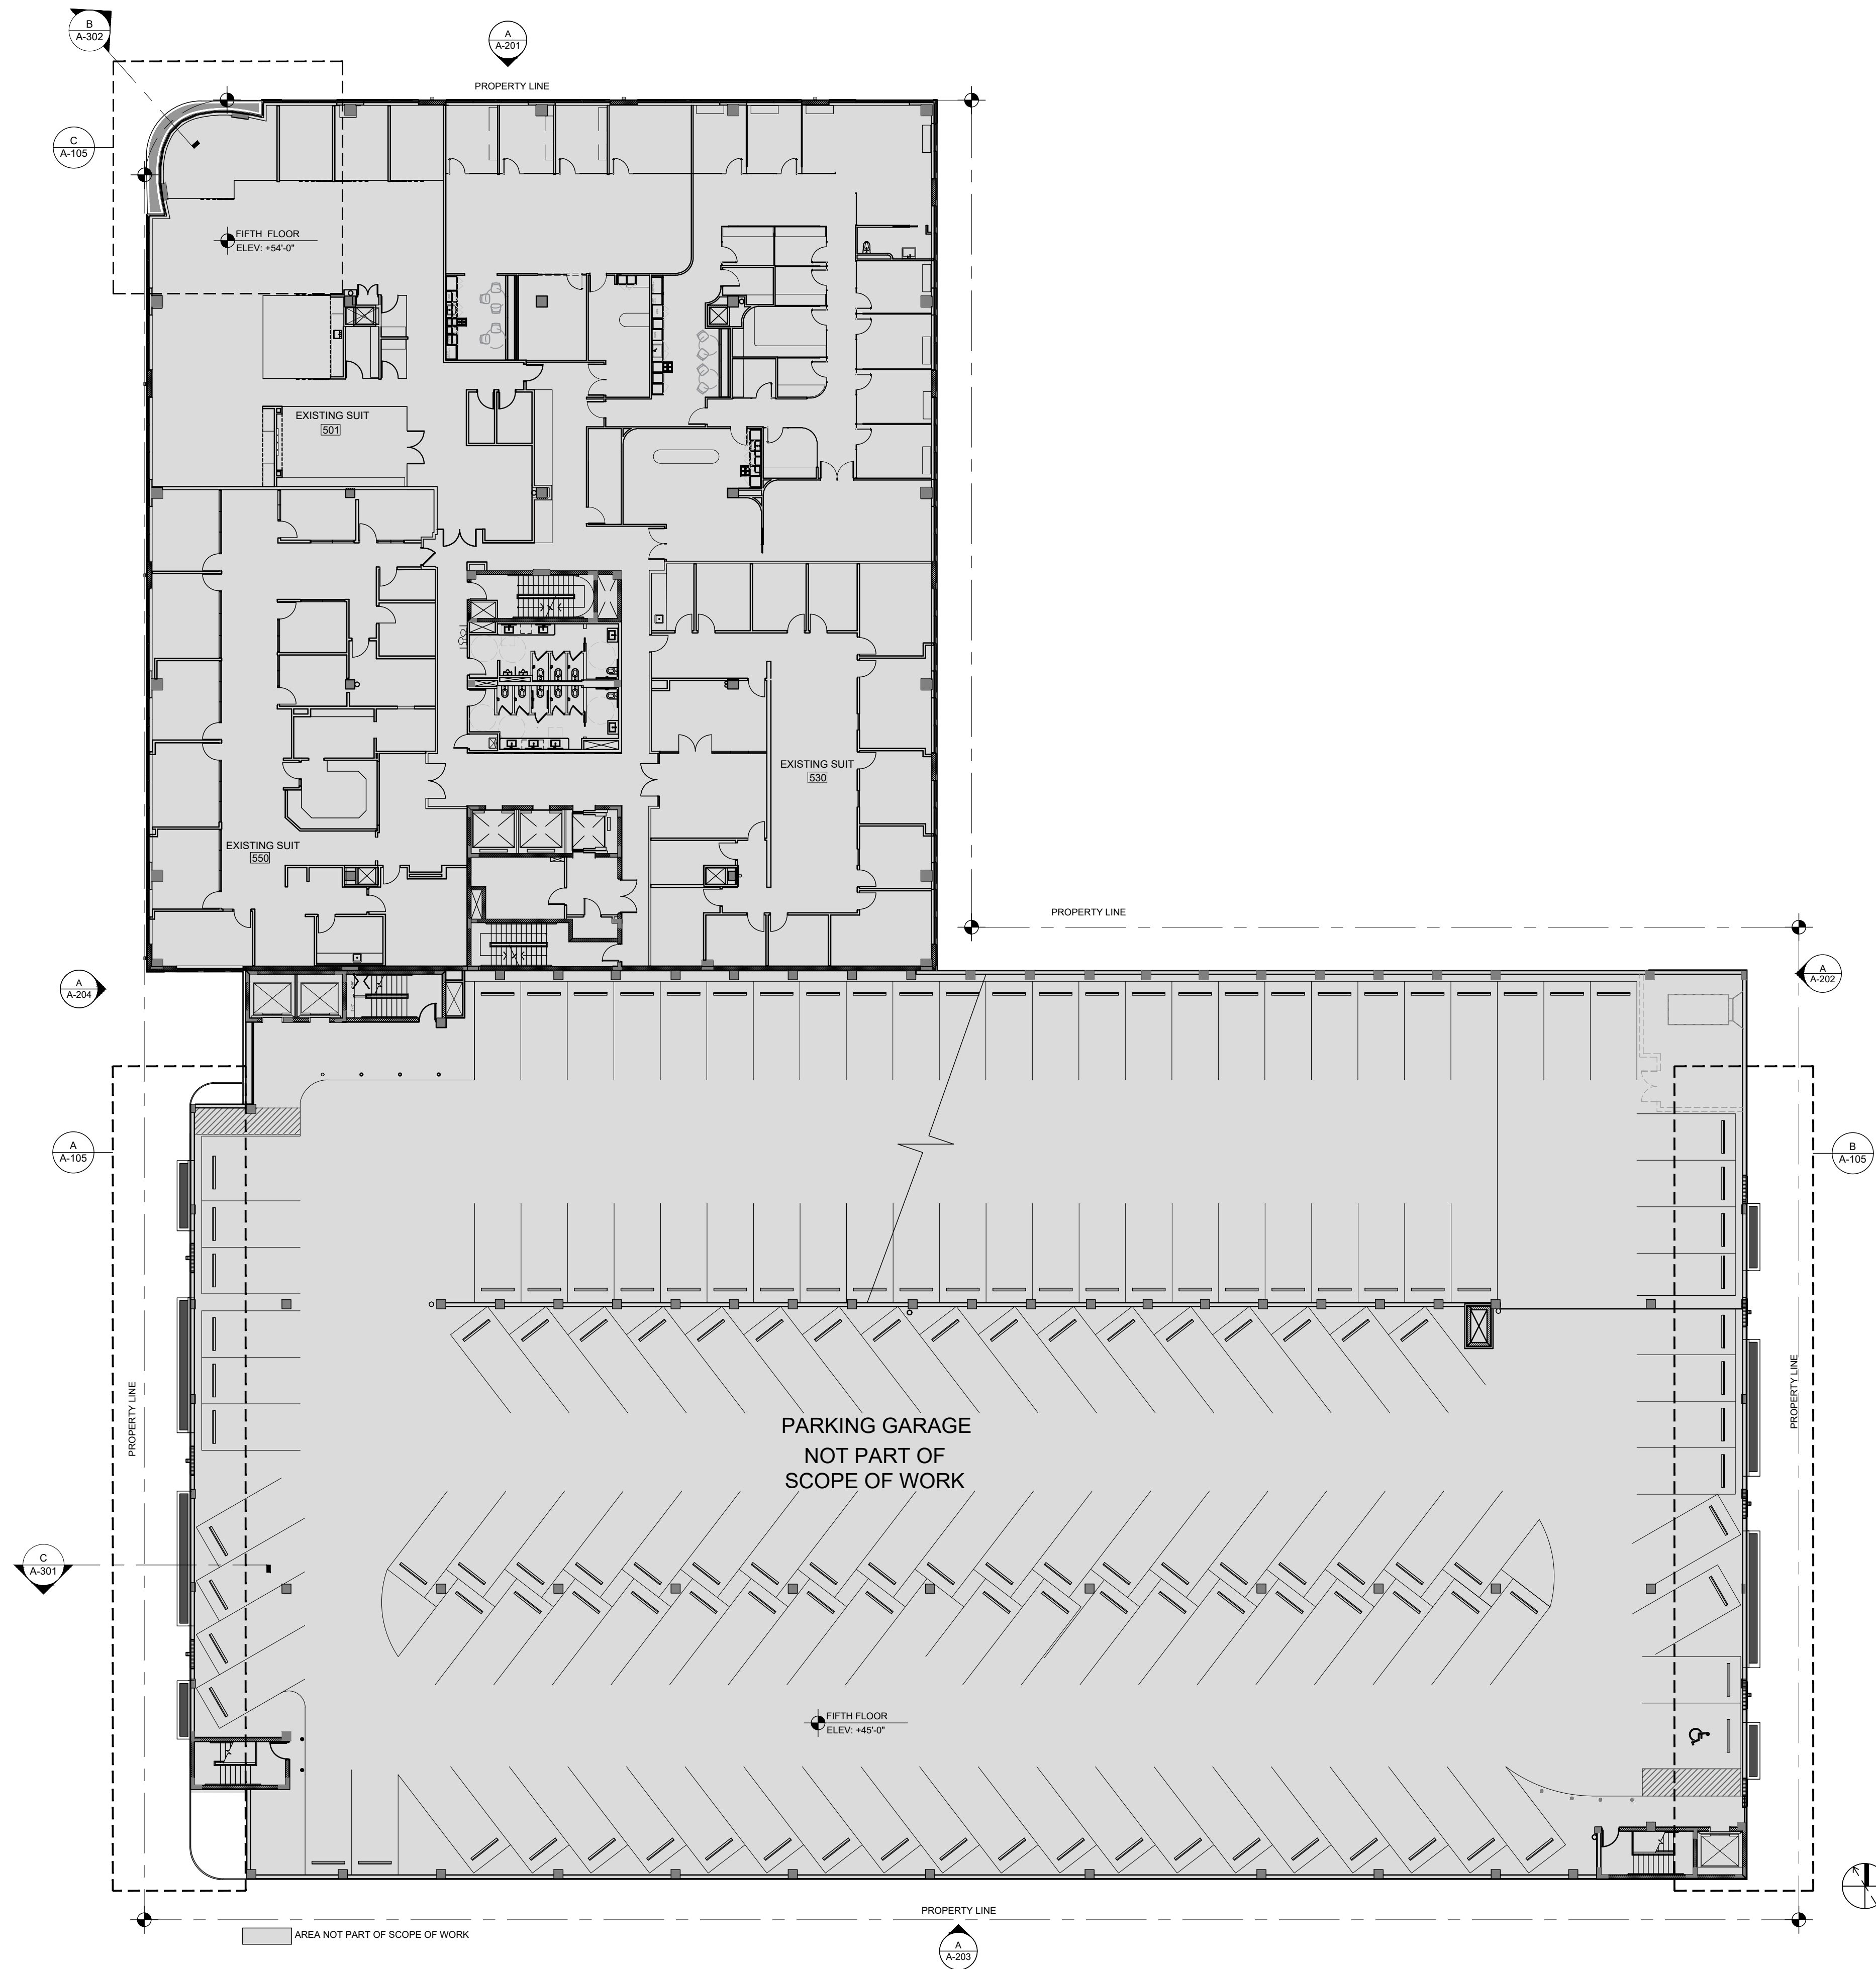 B
A-302
A
A-201
PROPERTY LINE
C
A-105
FIFTH FLOOR
ELEV: +54'-0"
EXISTING SUIT
501
EXISTING SUIT
530
EXISTING SUIT
550
PROPERTY LINE
A
A-204
A
A-202
A
A-105
B
A-105
PROPERTY LINE
PROPERTY LINE
PARKING GARAGE
NOT PART OF
SCOPE OF WORK
C
A-301
FIFTH FLOOR
ELEV: +45'-0"
PROPERTY LINE
AREA NOT PART OF SCOPE OF WORK
A
A-203